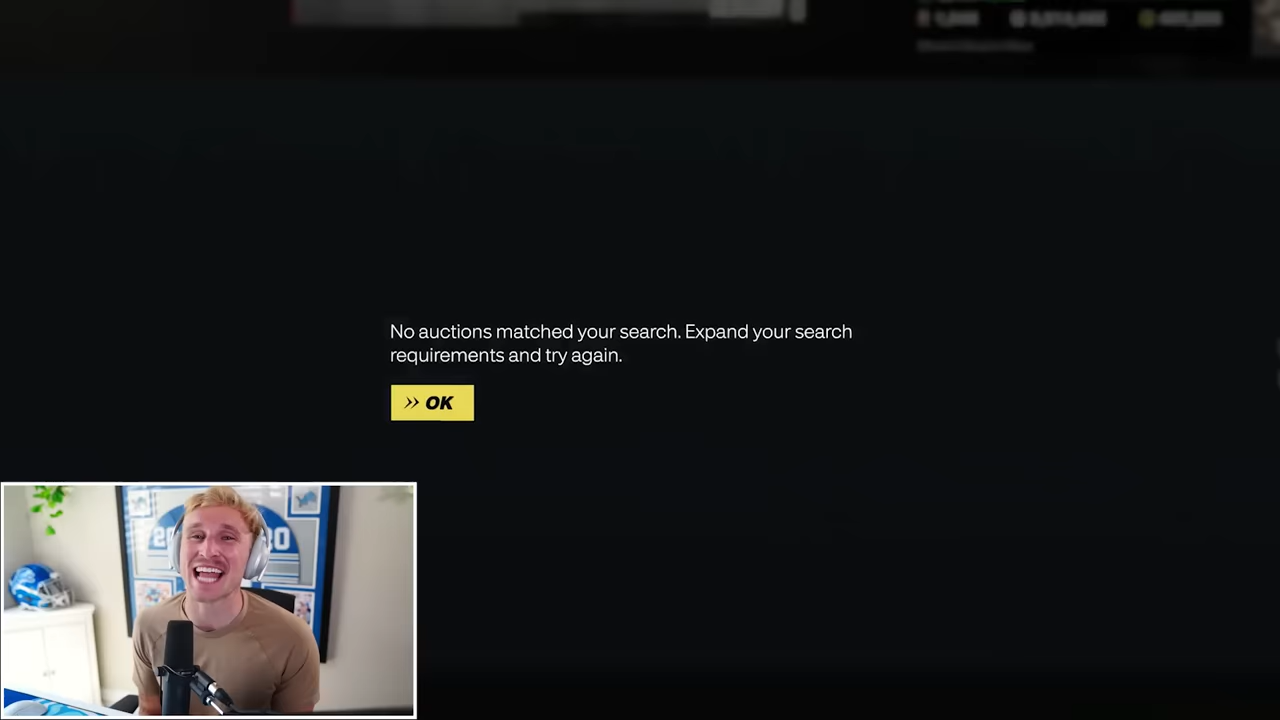 No auctions matched your search. Expand your search
requirements and try again.
OK